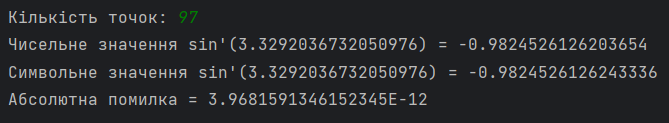 Кількість точок: 97
Чисельне значення sin'(3.3292036732050976) = -0.9824526126203654
Символьне значення sin'(3.3292036732050976) = -0.9824526126243336
Абсолютна помилка = 3.9681591346152345E-12